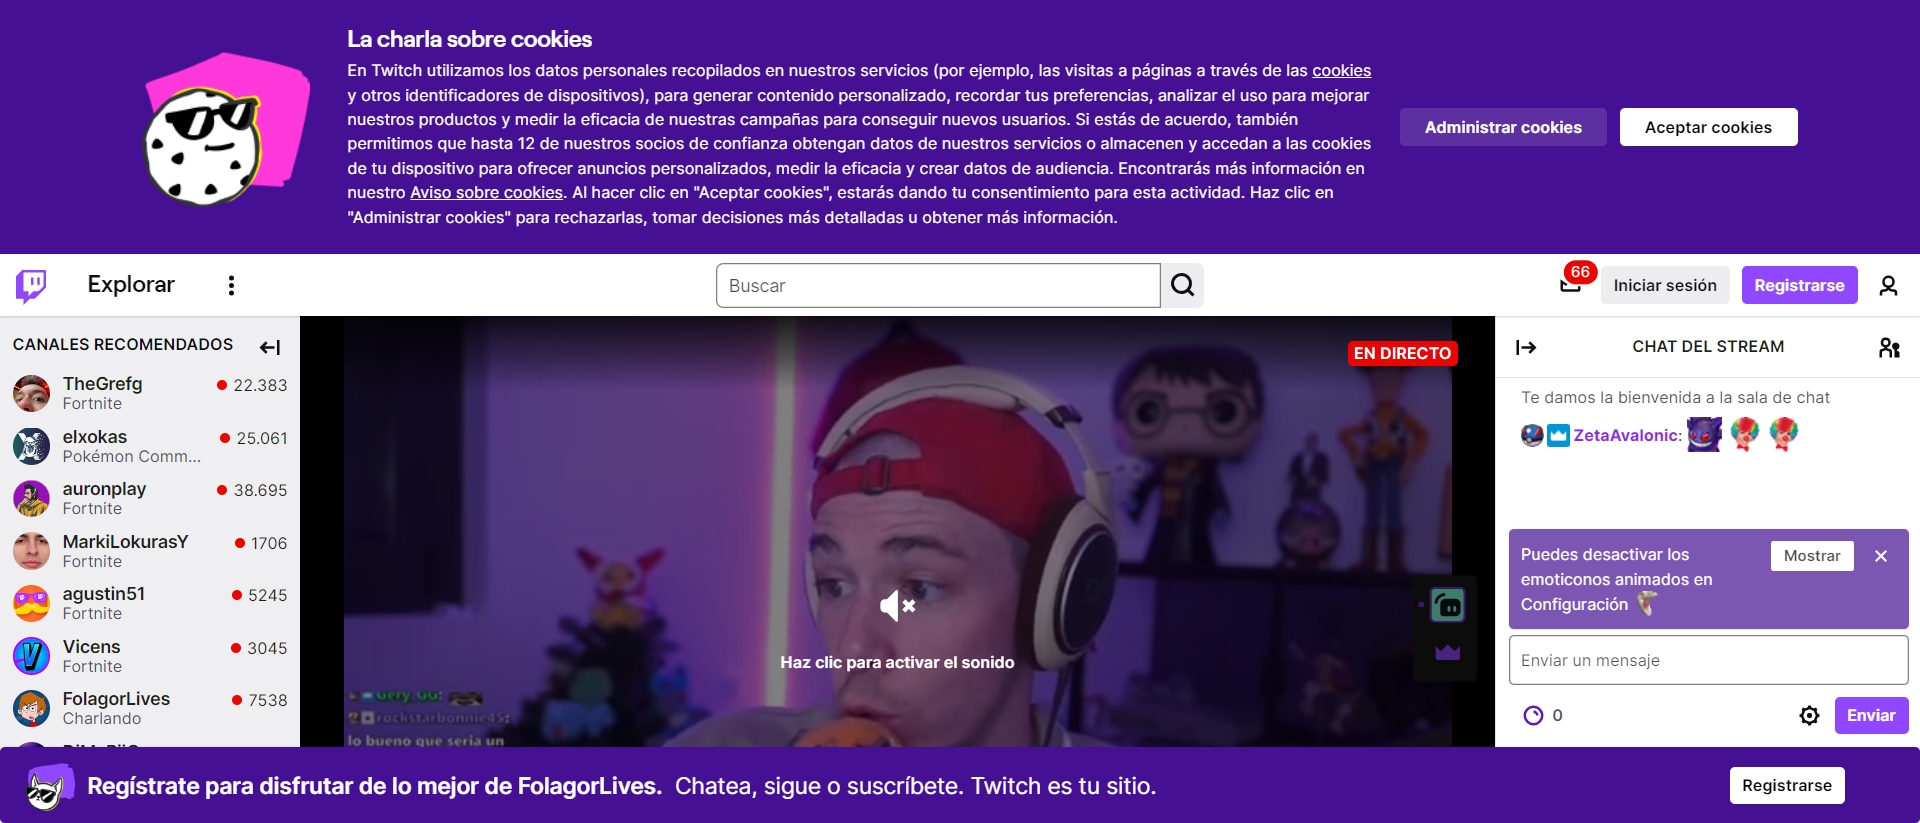 La charla sobre cookies
En Twitch utilizamos los datos personales recopilados en nuestros servicios (por ejemplo, las visitas a páginas a través de las cookies
y otros identificadores de dispositivos), para generar contenido personalizado, recordar tus preferencias, analizar el uso para mejorar
nuestros productos y medir la eficacia de nuestras campañas para conseguir nuevos usuarios. Si estás de acuerdo, también
permitimos que hasta 12 de nuestros socios de confianza obtengan datos de nuestros servicios o almacenen y accedan a las cookies
de tu dispositivo para ofrecer anuncios personalizados, medir la eficacia y crear datos de audiencia. Encontrarás más información en
nuestro Aviso sobre cookies. Al hacer clic en "Aceptar cookies", estarás dando tu consentimiento para esta actividad. Haz clic en
"Administrar cookies" para rechazarlas, tomar decisiones más detalladas u obtener más información.
Administrar cookies
Aceptar cookies
Explorar
Buscar
66
Iniciar sesión
Registrarse
CANALES RECOMENDADOS
TheGrefg 22.383
Fortnite
elxokas 25.061
Pokémon Comm...
auronplay 38.695
Fortnite
MarkiLokurasY 1706
Fortnite
agustin51 5245
Fortnite
Vicens 3045
Fortnite
FolagorLives 7538
Charlando
EN DIRECTO
Haz clic para activar el sonido
Gery_GG:
rockstarbonnie45:
lo bueno que seria un
CHAT DEL STREAM
Te damos la bienvenida a la sala de chat
ZetaAvalonic:
Puedes desactivar los
emoticonos animados en
Configuración
Mostrar
Enviar un mensaje
0
Enviar
Regístrate para disfrutar de lo mejor de FolagorLives. Chatea, sigue o suscríbete. Twitch es tu sitio.
Registrarse